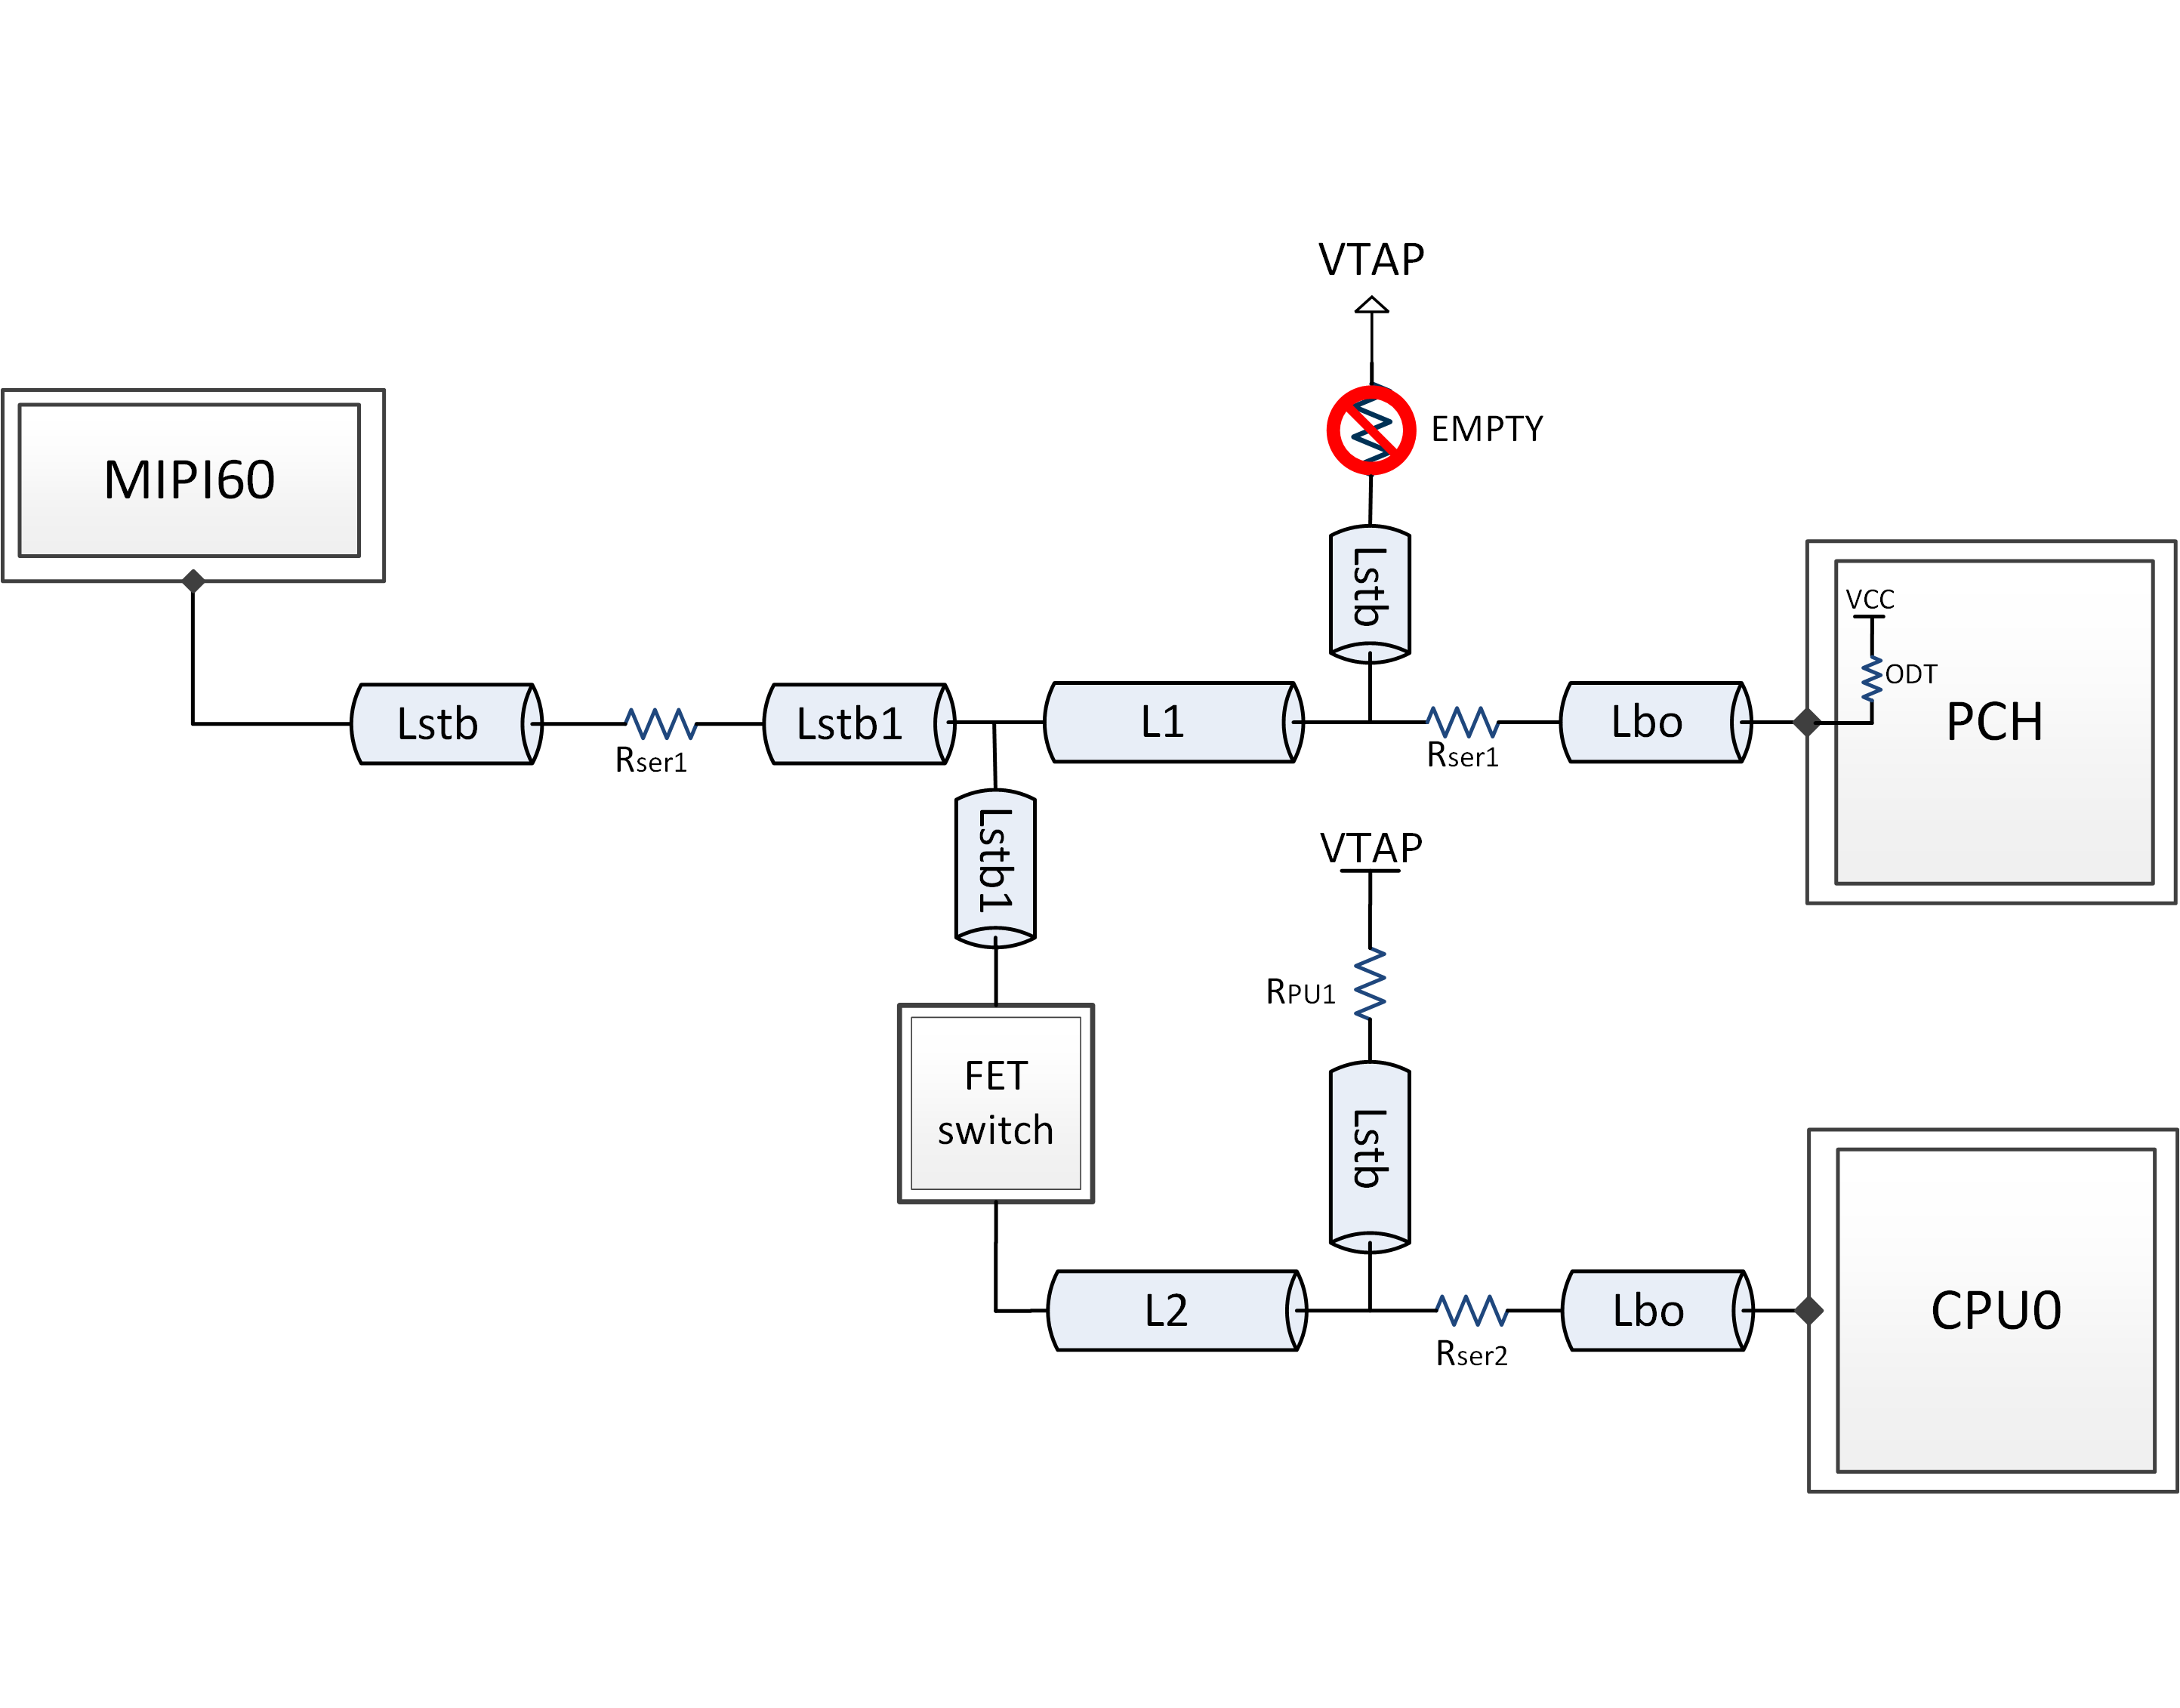 VTAP
EMPTY
MIPI60
Lstb
VCC
ODT
PCH
Lstb
Rser1
Lstb1
L1
Rser1
Lbo
Lstb1
VTAP
RPU1
FET
switch
Lstb
L2
Rser2
Lbo
CPU0